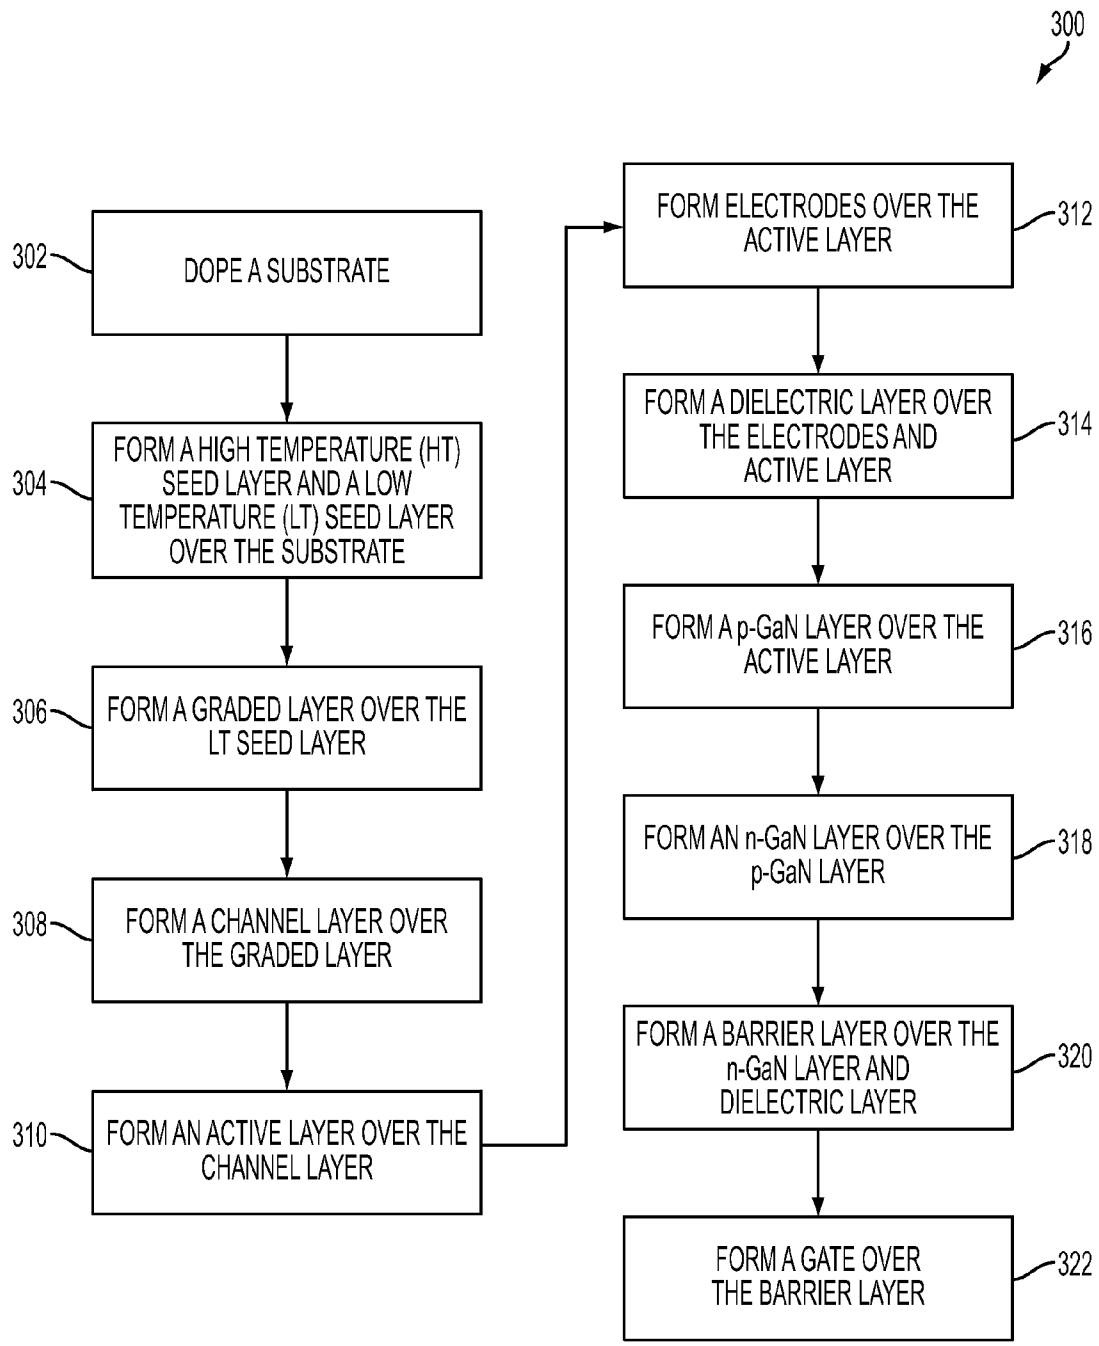 300
302
DOPE A SUBSTRATE
304
FORM A HIGH TEMPERATURE (HT)
SEED LAYER AND A LOW
TEMPERATURE (LT) SEED LAYER
OVER THE SUBSTRATE
306
FORM A GRADED LAYER OVER THE
LT SEED LAYER
308
FORM A CHANNEL LAYER OVER
THE GRADED LAYER
310
FORM AN ACTIVE LAYER OVER THE
CHANNEL LAYER
FORM ELECTRODES OVER THE
ACTIVE LAYER
312
FORM A DIELECTRIC LAYER OVER
THE ELECTRODES AND
ACTIVE LAYER
314
FORM A p-GaN LAYER OVER THE
ACTIVE LAYER
316
FORM AN n-GaN LAYER OVER THE
p-GaN LAYER
318
FORM A BARRIER LAYER OVER THE
n-GaN LAYER AND
DIELECTRIC LAYER
320
FORM A GATE OVER
THE BARRIER LAYER
322